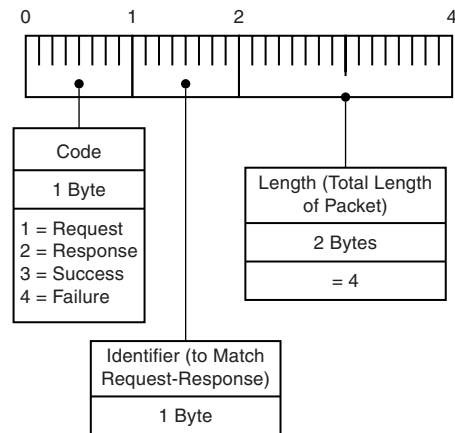 0 1 2 4
Code
1 Byte
1 = Request
2 = Response
3 = Success
4 = Failure
Length (Total Length
of Packet)
2 Bytes
= 4
Identifier (to Match
Request-Response)
1 Byte